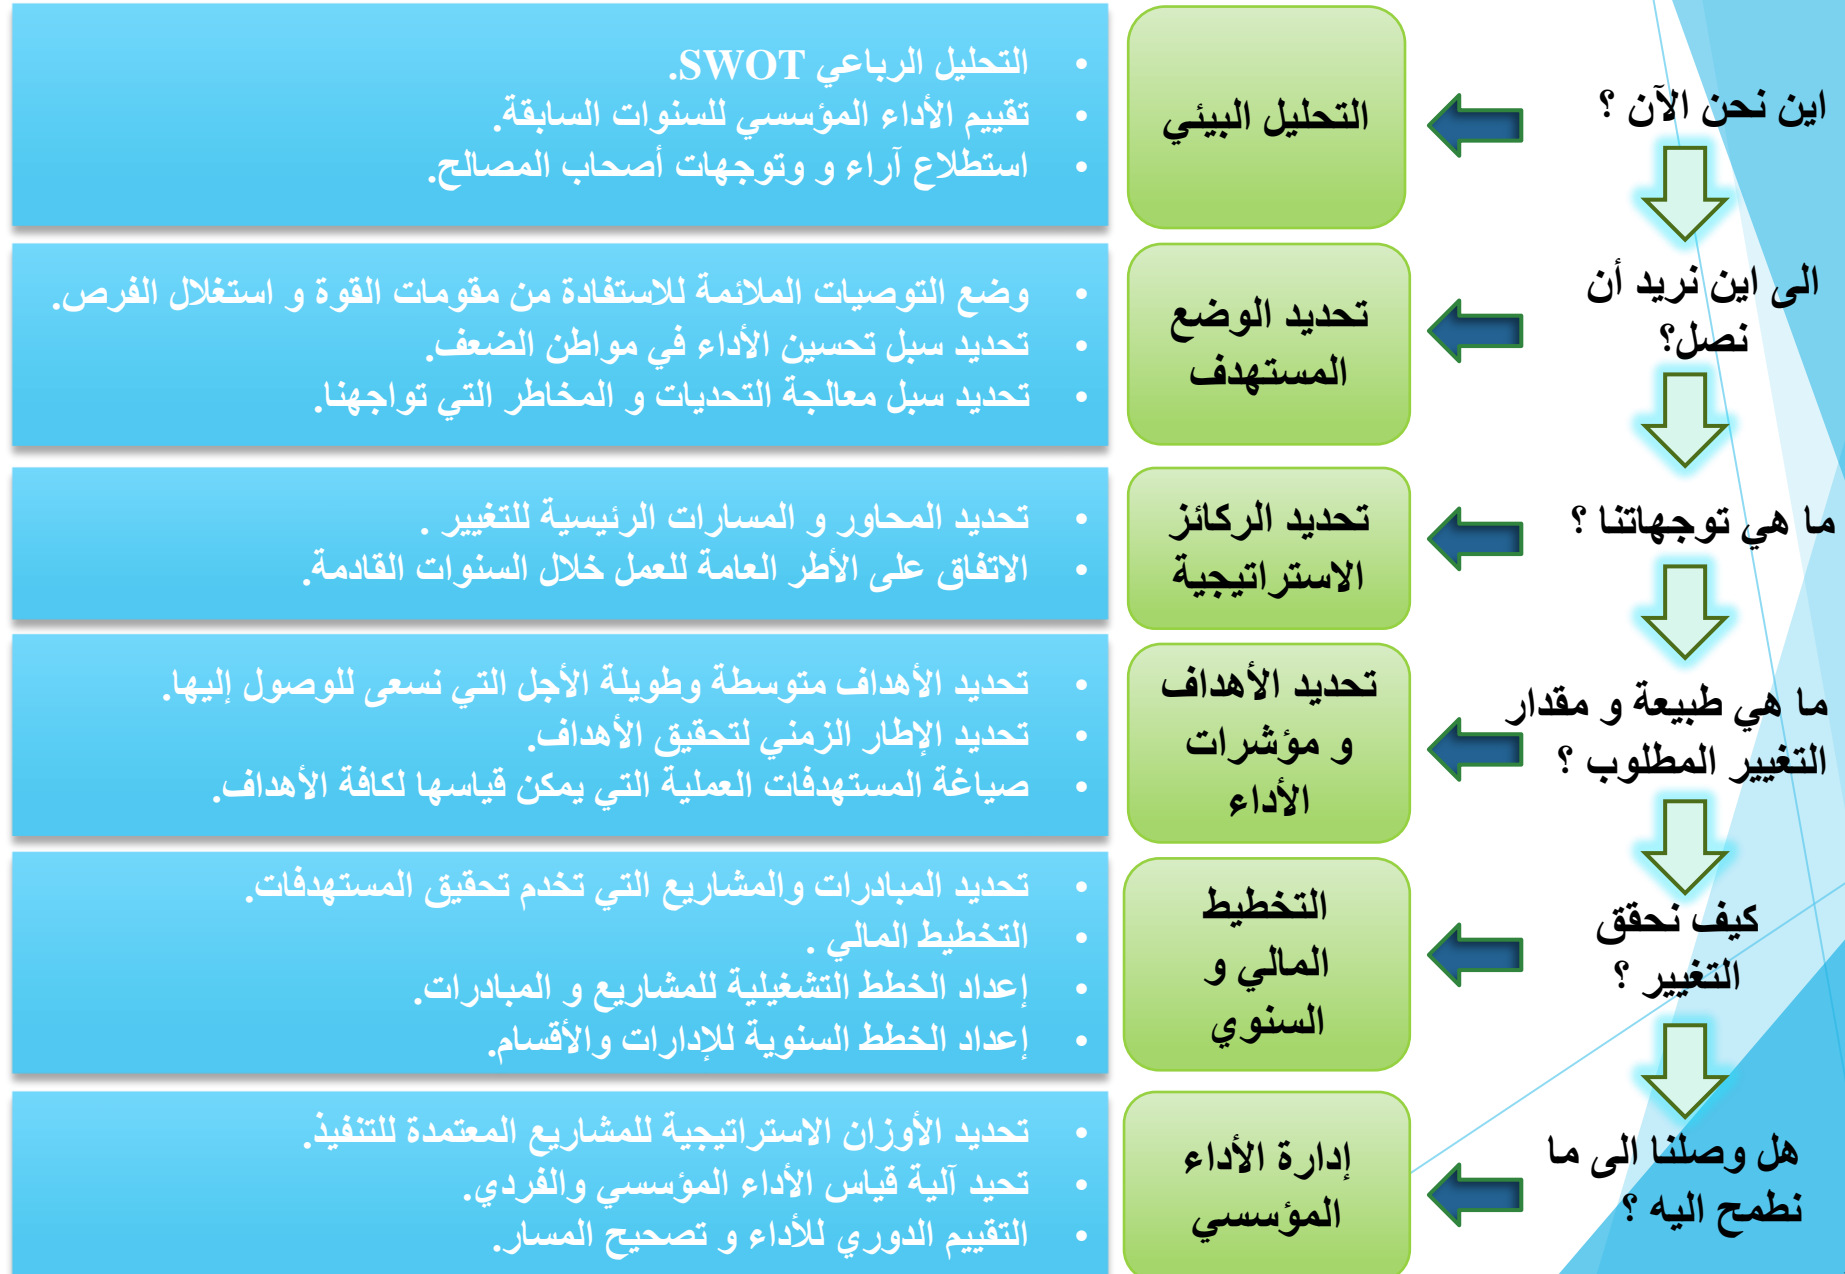 اين نحن الآن ؟
التحليل البيئي
• التحليل الرباعي SWOT.
• تقييم الأداء المؤسسي للسنوات السابقة.
• استطلاع آراء و وتوجهات أصحاب المصالح.
الى اين نريد أن
نصل؟
تحديد الوضع
المستهدف
• وضع التوصيات الملائمة للاستفادة من مقومات القوة و استغلال الفرص.
• تحديد سبل تحسين الأداء في مواطن الضعف.
• تحديد سبل معالجة التحديات و المخاطر التي تواجهنا.
ما هي توجهاتنا ؟
تحديد الركائز
الاستراتيجية
• تحديد المحاور و المسارات الرئيسية للتغيير .
• الاتفاق على الأطر العامة للعمل خلال السنوات القادمة.
ما هي طبيعة و مقدار
التغيير المطلوب ؟
تحديد الأهداف
و مؤشرات
الأداء
• تحديد الأهداف متوسطة وطويلة الأجل التي نسعى للوصول إليها.
• تحديد الإطار الزمني لتحقيق الأهداف.
• صياغة المستهدفات العملية التي يمكن قياسها لكافة الأهداف.
كيف نحقق
التغيير ؟
التخطيط
المالي و
السنوي
• تحديد المبادرات والمشاريع التي تخدم تحقيق المستهدفات.
• التخطيط المالي .
• إعداد الخطط التشغيلية للمشاريع و المبادرات.
• إعداد الخطط السنوية للإدارات والأقسام.
هل وصلنا الى ما
نطمح اليه ؟
إدارة الأداء
المؤسسي
• تحديد الأوزان الاستراتيجية للمشاريع المعتمدة للتنفيذ.
• تحيد آلية قياس الأداء المؤسسي والفردي.
• التقييم الدوري للأداء و تصحيح المسار.